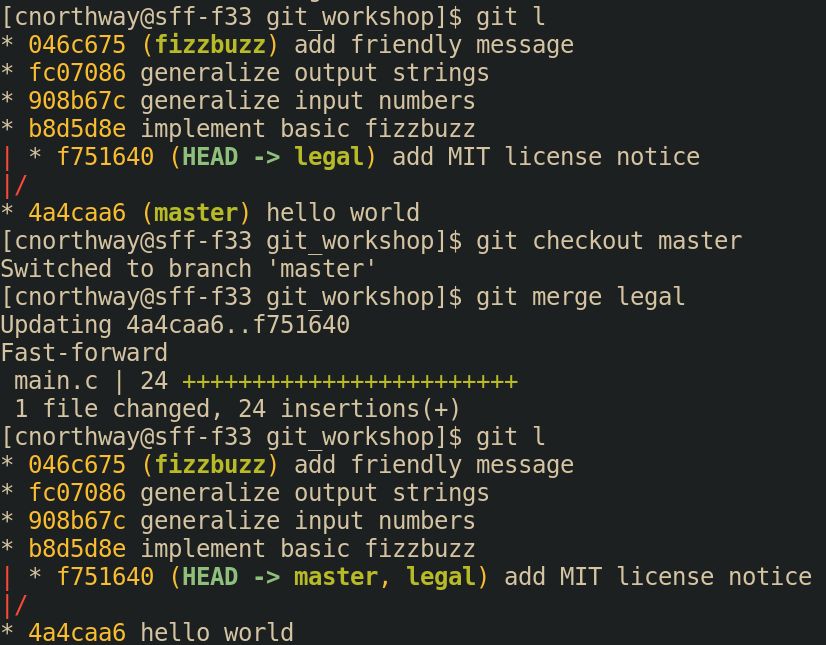 [cnorthway@sff-f33 git_workshop]$ git l
* 046c675 (fizzbuzz) add friendly message
* fc07086 generalize output strings
* 908b67c generalize input numbers
* b8d5d8e implement basic fizzbuzz
| * f751640 (HEAD -> legal) add MIT license notice
|/
* 4a4caa6 (master) hello world
[cnorthway@sff-f33 git_workshop]$ git checkout master
Switched to branch 'master'
[cnorthway@sff-f33 git_workshop]$ git merge legal
Updating 4a4caa6..f751640
Fast-forward
 main.c | 24 ++++++++++++++++++++++++
 1 file changed, 24 insertions(+)
[cnorthway@sff-f33 git_workshop]$ git l
* 046c675 (fizzbuzz) add friendly message
* fc07086 generalize output strings
* 908b67c generalize input numbers
* b8d5d8e implement basic fizzbuzz
| * f751640 (HEAD -> master, legal) add MIT license notice
|/
* 4a4caa6 hello world